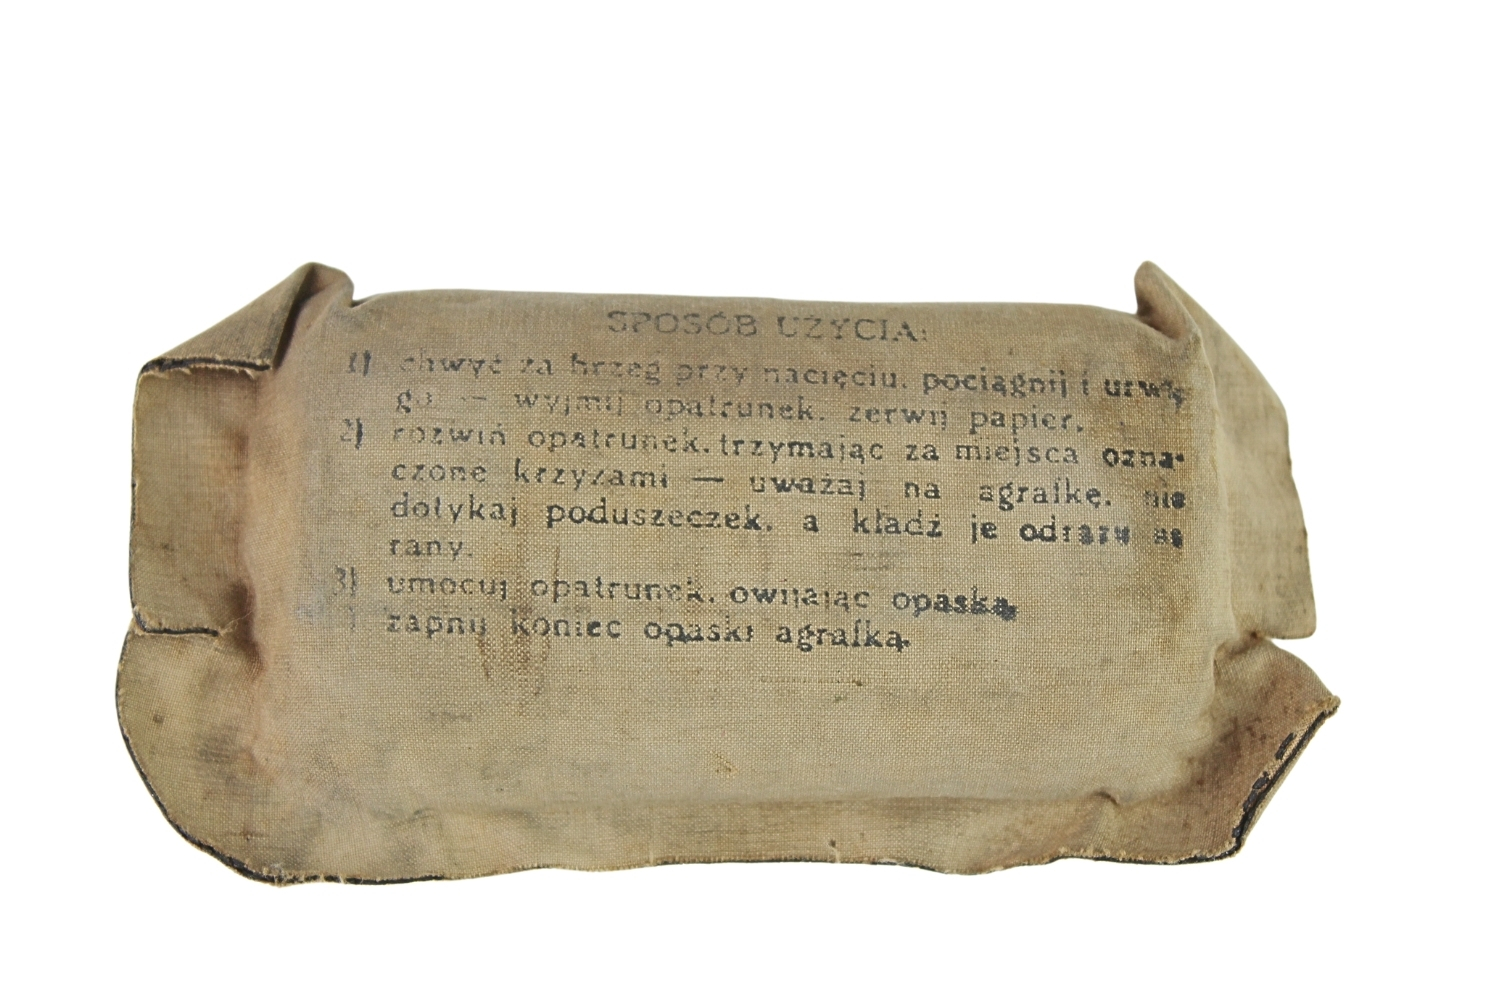 SPOSÓB UŻYCIA:
1) chwyć za brzeg przy nacięciu, pociągnij i urwij
go — wyjmij opatrunek, zerwij papier,
2) rozwiń opatrunek, trzymając za miejsca ozna-
czone krzyżami — uważaj na agrafkę, nie
dotykaj poduszeczek, a kładź je odrazu na
rany.
3) umocuj opatrunek, owijając opaską,
zapnij koniec opaski agrafką.